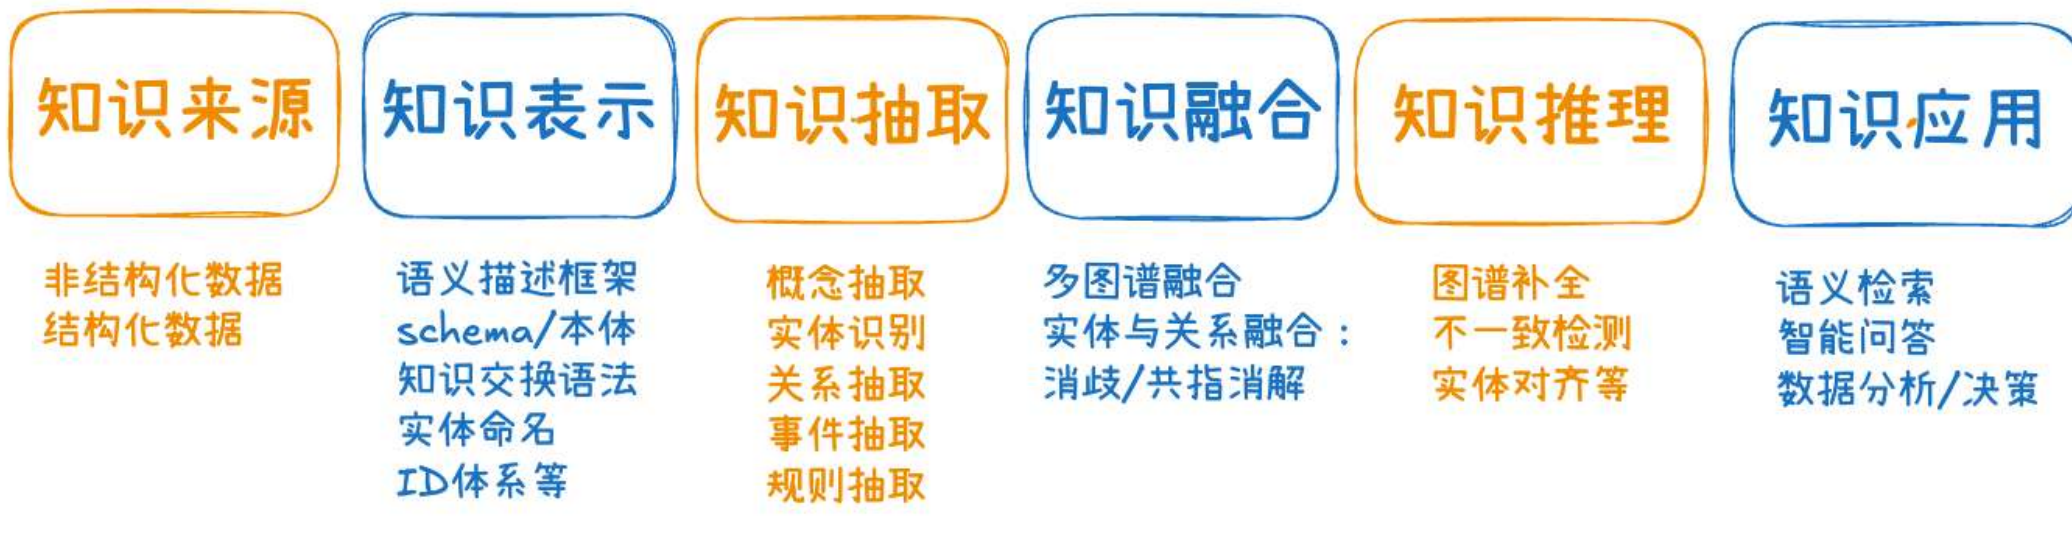 知识来源
非结构化数据
结构化数据
知识表示
语义描述框架
schema/本体
知识交换语法
实体命名
ID体系等
知识抽取
概念抽取
实体识别
关系抽取
事件抽取
规则抽取
知识融合
多图谱融合
实体与关系融合：
消歧/共指消解
知识推理
图谱补全
不一致检测
实体对齐等
知识应用
语义检索
智能问答
数据分析/决策